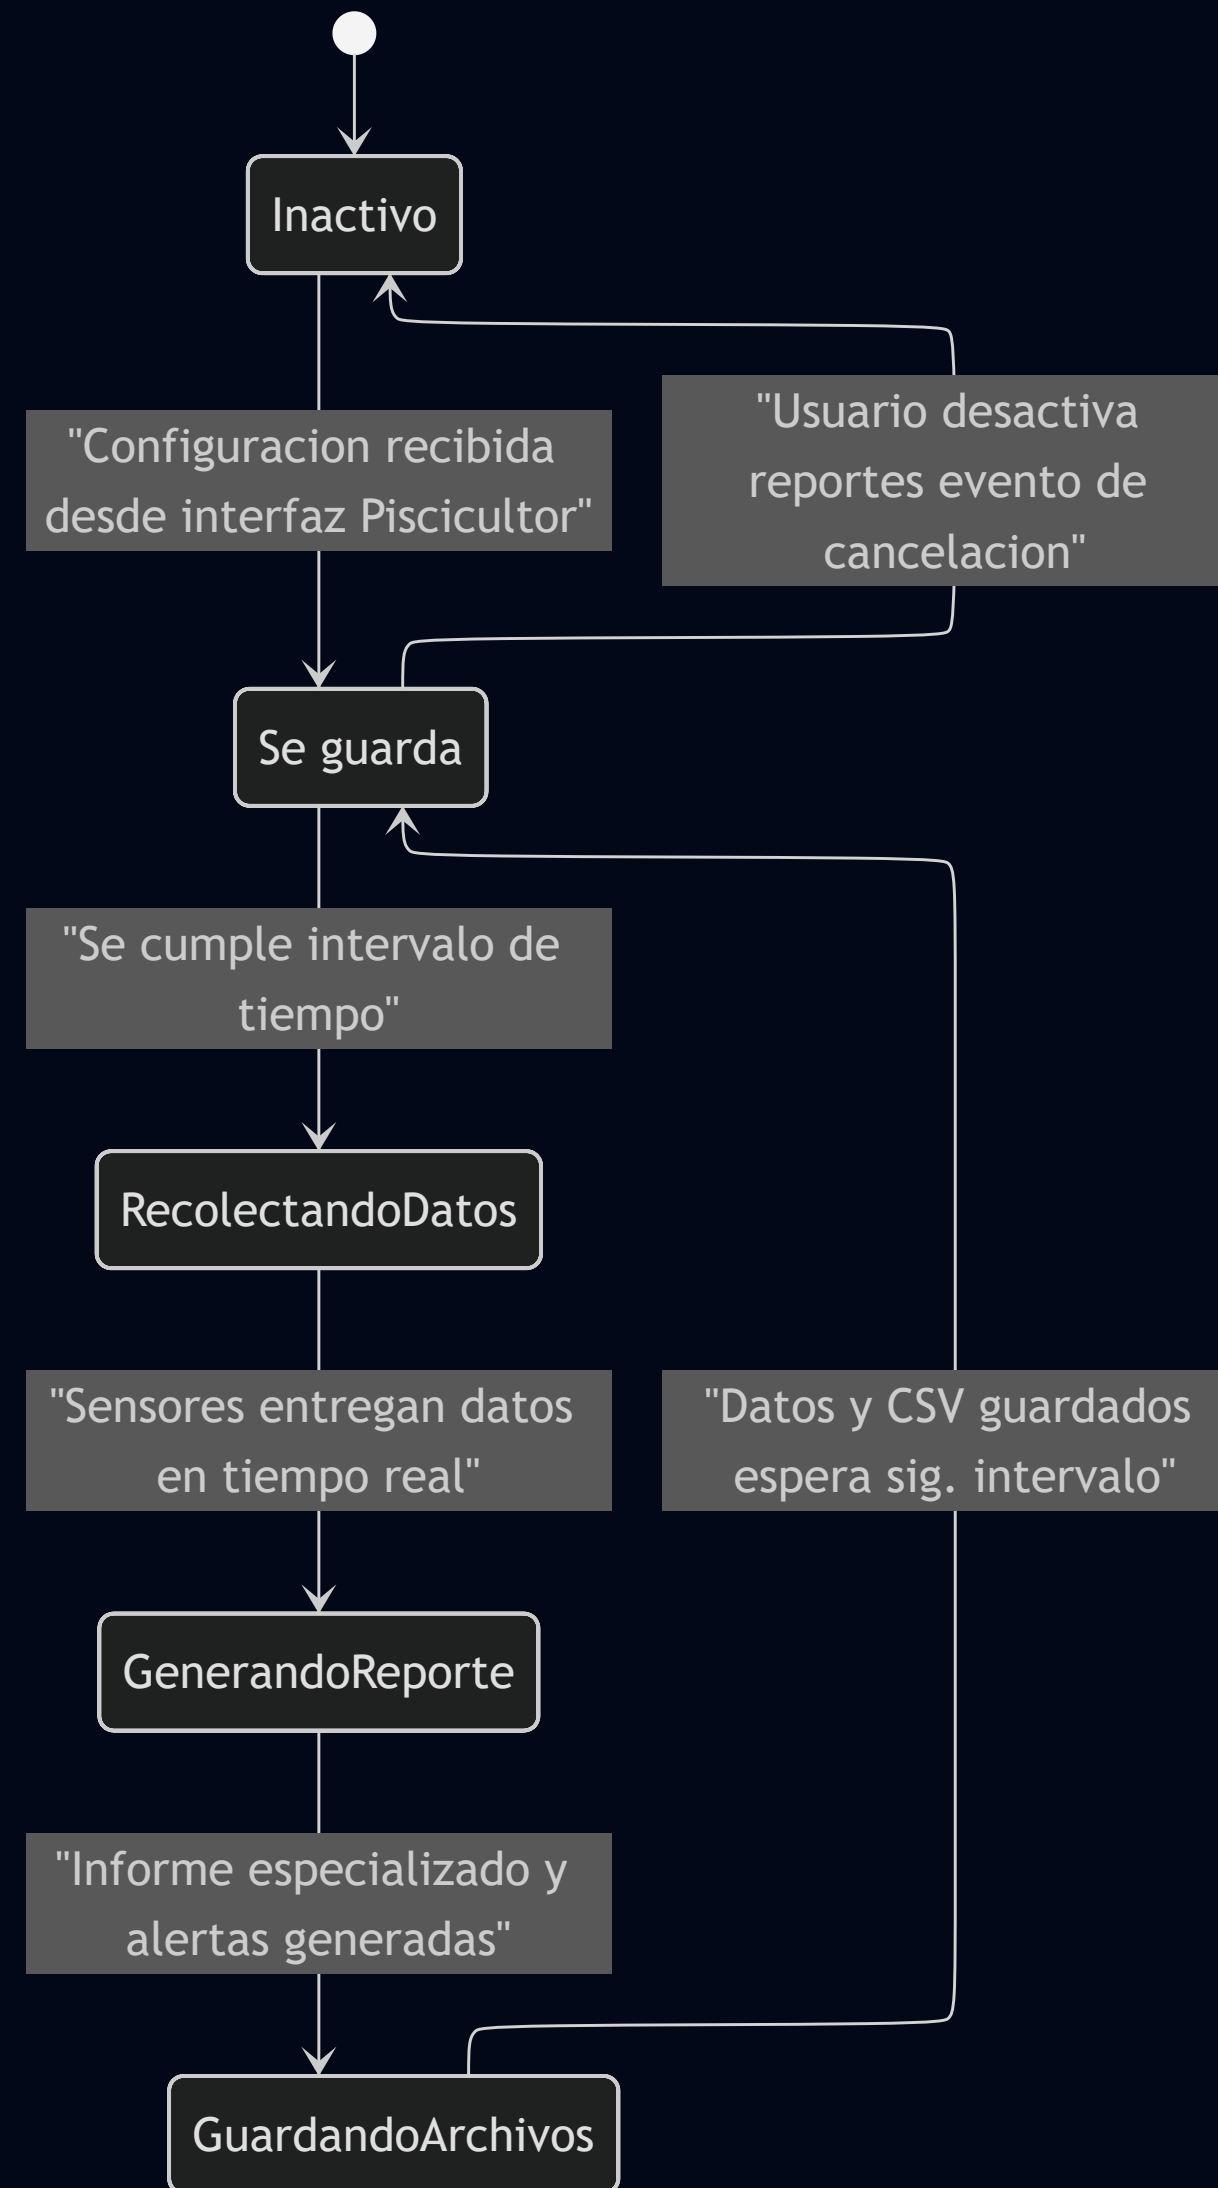 Inactivo
"Configuracion recibida
desde interfaz Piscicultor"
"Usuario desactiva
reportes evento de
cancelacion"
Se guarda
"Se cumple intervalo de
tiempo"
RecolectandoDatos
"Sensores entregan datos
en tiempo real"
"Datos y CSV guardados
espera sig. intervalo"
GenerandoReporte
"Informe especializado y
alertas generadas"
GuardandoArchivos